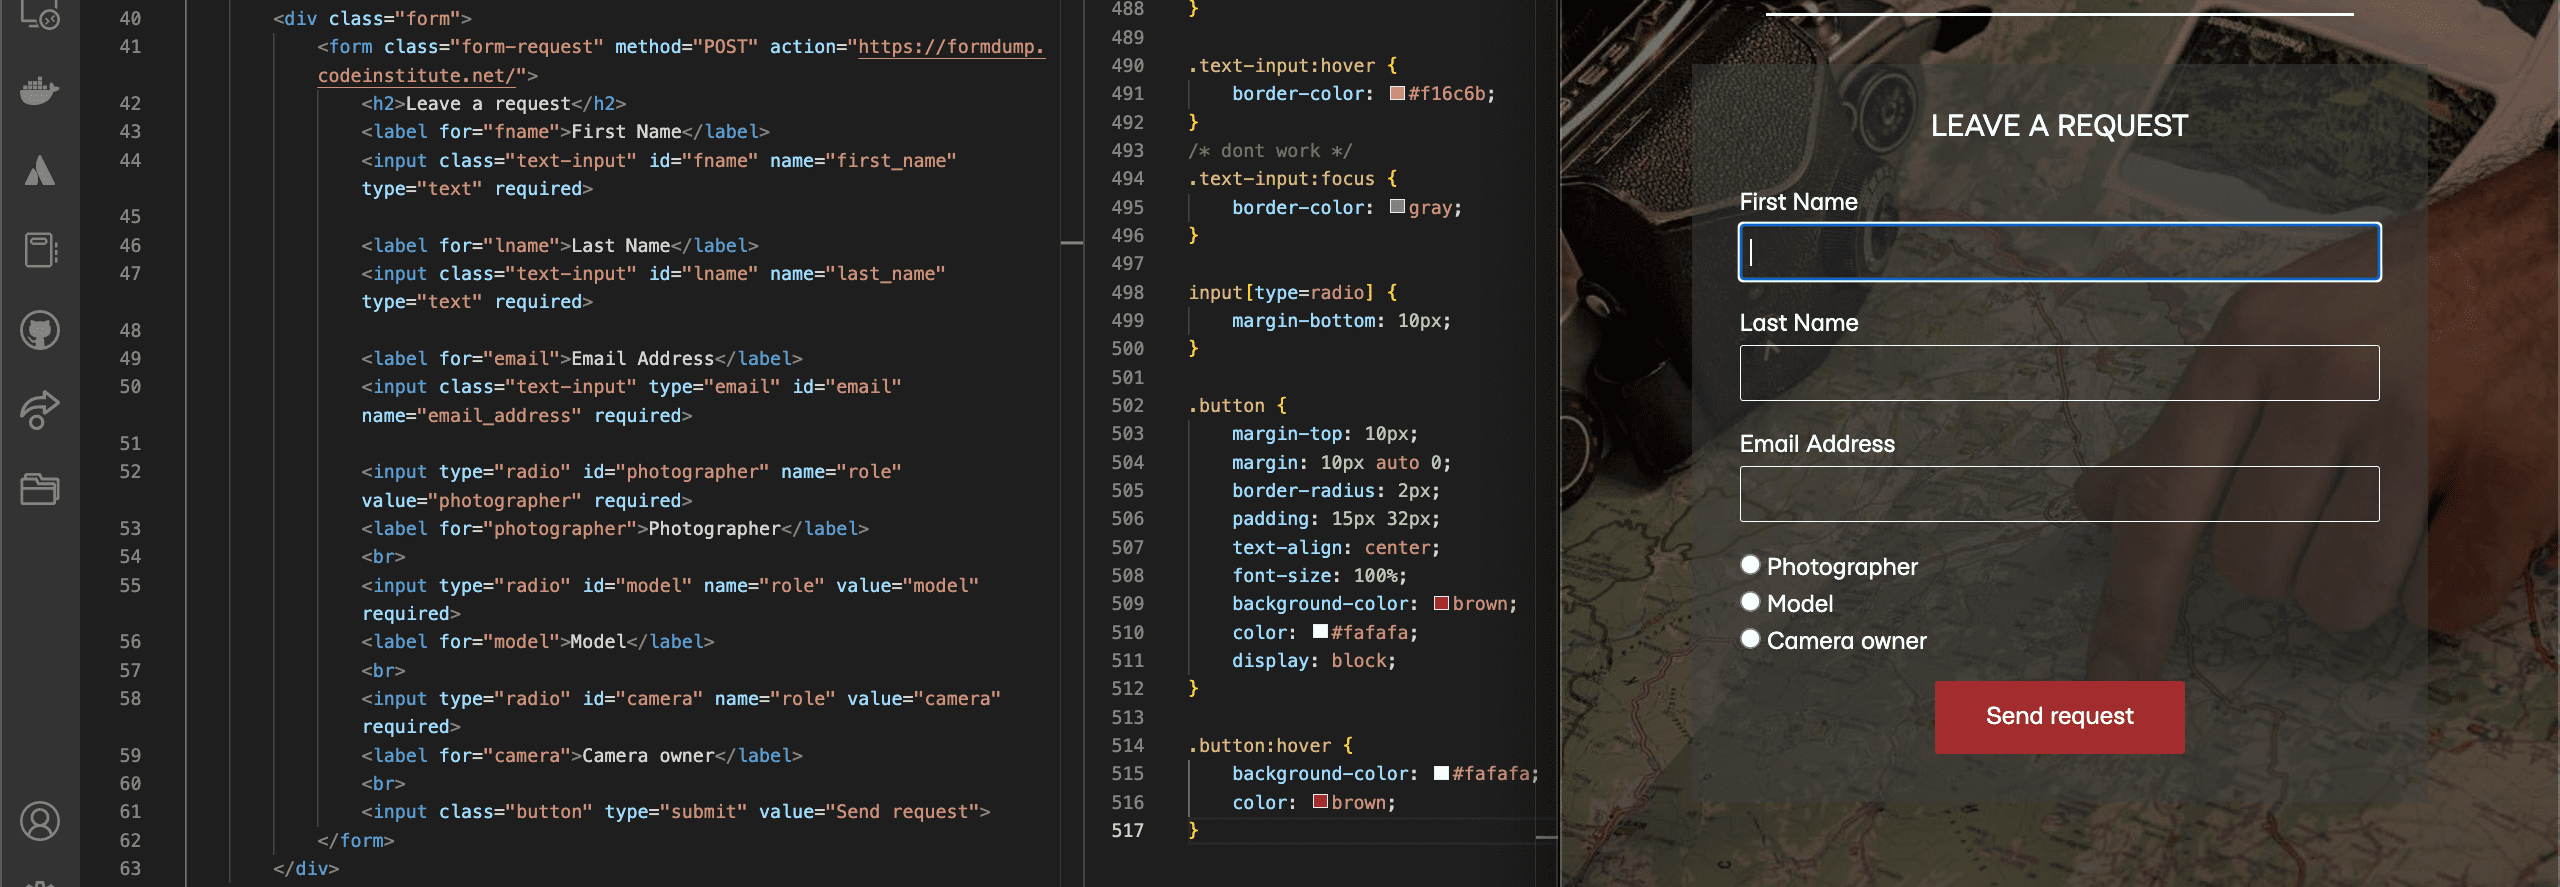 40 <div class="form">
41 <form class="form-request" method="POST" action="https://formdump.
codeinstitute.net/">
42 <h2>Leave a request</h2>
43 <label for="fname">First Name</label>
44 <input class="text-input" id="fname" name="first_name"
type="text" required>
45
46 <label for="lname">Last Name</label>
47 <input class="text-input" id="lname" name="last_name"
type="text" required>
48
49 <label for="email">Email Address</label>
50 <input class="text-input" type="email" id="email"
name="email_address" required>
51
52 <input type="radio" id="photographer" name="role"
value="photographer" required>
53 <label for="photographer">Photographer</label>
54 <br>
55 <input type="radio" id="model" name="role" value="model"
required>
56 <label for="model">Model</label>
57 <br>
58 <input type="radio" id="camera" name="role" value="camera"
required>
59 <label for="camera">Camera owner</label>
60 <br>
61 <input class="button" type="submit" value="Send request">
62 </form>
63 </div>
488 }
489
490 .text-input:hover {
491 border-color: #f16c6b;
492 }
493 /* dont work */
494 .text-input:focus {
495 border-color: gray;
496 }
497
498 input[type=radio] {
499 margin-bottom: 10px;
500 }
501
502 .button {
503 margin-top: 10px;
504 margin: 10px auto 0;
505 border-radius: 2px;
506 padding: 15px 32px;
507 text-align: center;
508 font-size: 100%;
509 background-color: brown;
510 color: #fafafa;
511 display: block;
512 }
513
514 .button:hover {
515 background-color: #fafafa;
516 color: brown;
517 }
LEAVE A REQUEST
First Name
Last Name
Email Address
Photographer
Model
Camera owner
Send request